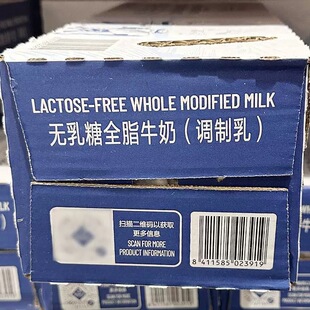 LACTOSE-FREE WHOLE MODIFIED MILK
无乳糖全脂牛奶（调制乳）
扫描二维码以获取
更多信息
SCAN FOR MORE
PRODUCT INFORMATION
8 411585 023919